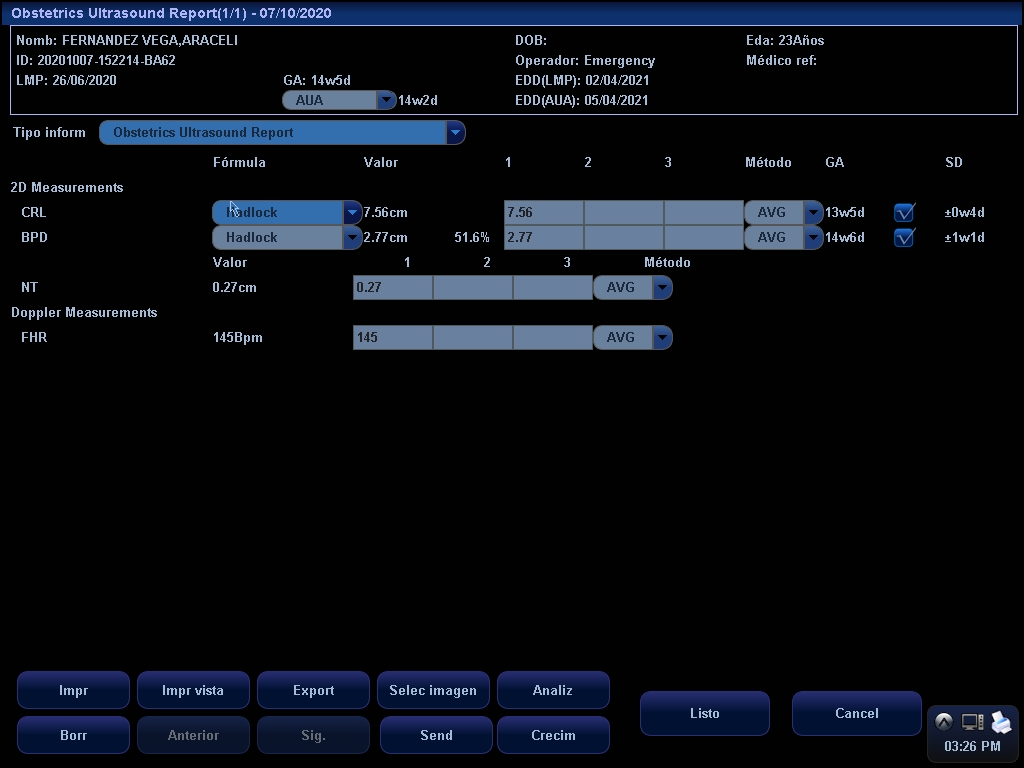 Obstetrics Ultrasound Report(1/1) - 07/10/2020
Nomb: FERNANDEZ VEGA,ARACELI DOB: Eda: 23Años
ID: 20201007-152214-BA62 Operador: Emergency Médico ref:
LMP: 26/06/2020 GA: 14w5d EDD(LMP): 02/04/2021
AUA 14w2d EDD(AUA): 05/04/2021
Tipo inform Obstetrics Ultrasound Report
Fórmula Valor 1 2 3 Método GA SD
2D Measurements
CRL Hadlock 7.56cm 7.56 AVG 13w5d ±0w4d
BPD Hadlock 2.77cm 51.6% 2.77 AVG 14w6d ±1w1d
Valor 1 2 3 Método
NT 0.27cm 0.27 AVG
Doppler Measurements
FHR 145Bpm 145 AVG
Impr Impr vista Export Selec imagen Analiz
Listo Cancel
Borr Anterior Sig. Send Crecim
03:26 PM